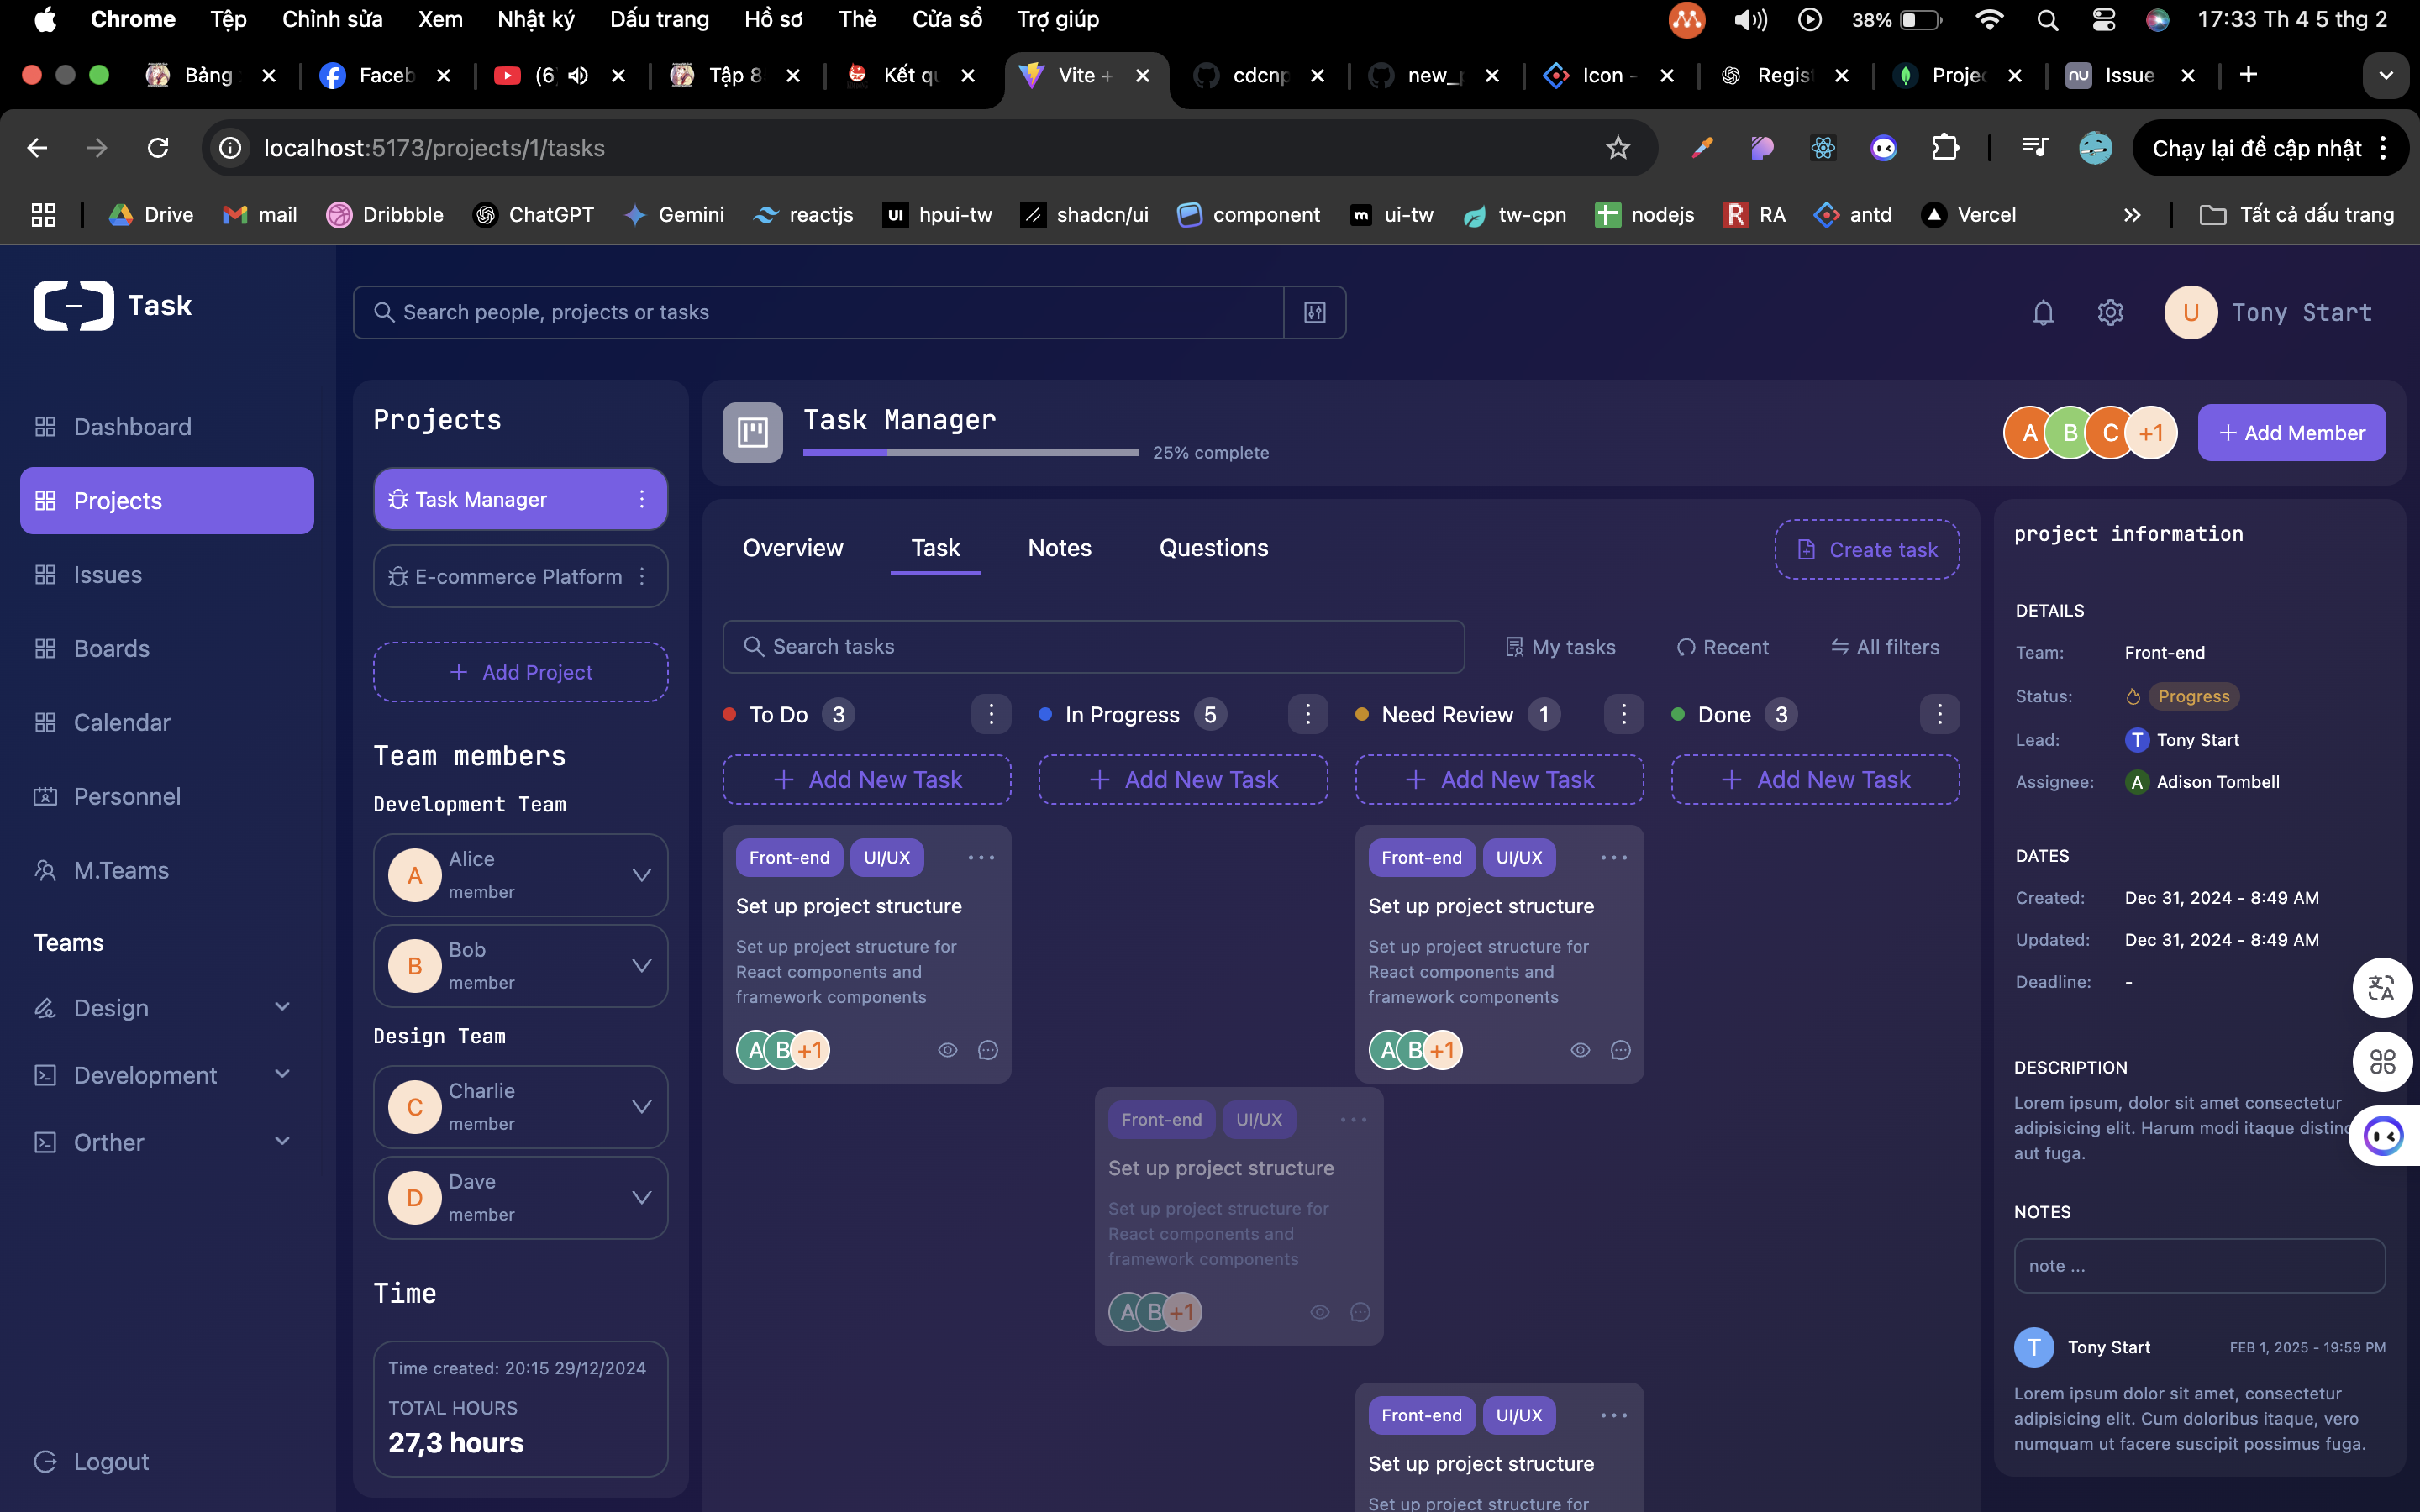 Chrome Tệp Chỉnh sửa Xem Nhật ký Dấu trang Hồ sơ Thẻ Cửa sổ Trợ giúp 38% 17:33 Th 4 5 thg 2
Bảng Faceb (6 Tập 8 Kết qu Vite + cdcnp new_p Icon - Regis Projec Issue
localhost:5173/projects/1/tasks Chạy lại để cập nhật
Drive mail Dribbble ChatGPT Gemini reactjs UI hpui-tw shadcn/ui component m ui-tw tw-cpn nodejs R RA antd Vercel Tất cả dấu trang
Task
Search people, projects or tasks
U Tony Start
Dashboard
Projects
Issues
Boards
Calendar
Personnel
M.Teams
Teams
Design
Development
Orther
Logout
Projects
Task Manager
E-commerce Platform
+ Add Project
Team members
Development Team
A Alice
member
B Bob
member
Design Team
C Charlie
member
D Dave
member
Time
Time created: 20:15 29/12/2024
TOTAL HOURS
27,3 hours
Task Manager
25% complete
A B C +1
+ Add Member
Overview Task Notes Questions
Create task
Search tasks My tasks Recent All filters
To Do 3
+ Add New Task
Front-end UI/UX
Set up project structure
Set up project structure for
React components and
framework components
A B +1
In Progress 5
+ Add New Task
Front-end UI/UX
Set up project structure
Set up project structure for
React components and
framework components
A B +1
Need Review 1
+ Add New Task
Front-end UI/UX
Set up project structure
Set up project structure for
React components and
framework components
A B +1
Front-end UI/UX
Set up project structure
Set up project structure for
Done 3
+ Add New Task
project information
DETAILS
Team: Front-end
Status: Progress
Lead: T Tony Start
Assignee: A Adison Tombell
DATES
Created: Dec 31, 2024 - 8:49 AM
Updated: Dec 31, 2024 - 8:49 AM
Deadline: -
DESCRIPTION
Lorem ipsum, dolor sit amet consectetur
adipisicing elit. Harum modi itaque distinc
aut fuga.
NOTES
note ...
T Tony Start FEB 1, 2025 - 19:59 PM
Lorem ipsum dolor sit amet, consectetur
adipisicing elit. Cum doloribus itaque, vero
numquam ut facere suscipit possimus fuga.